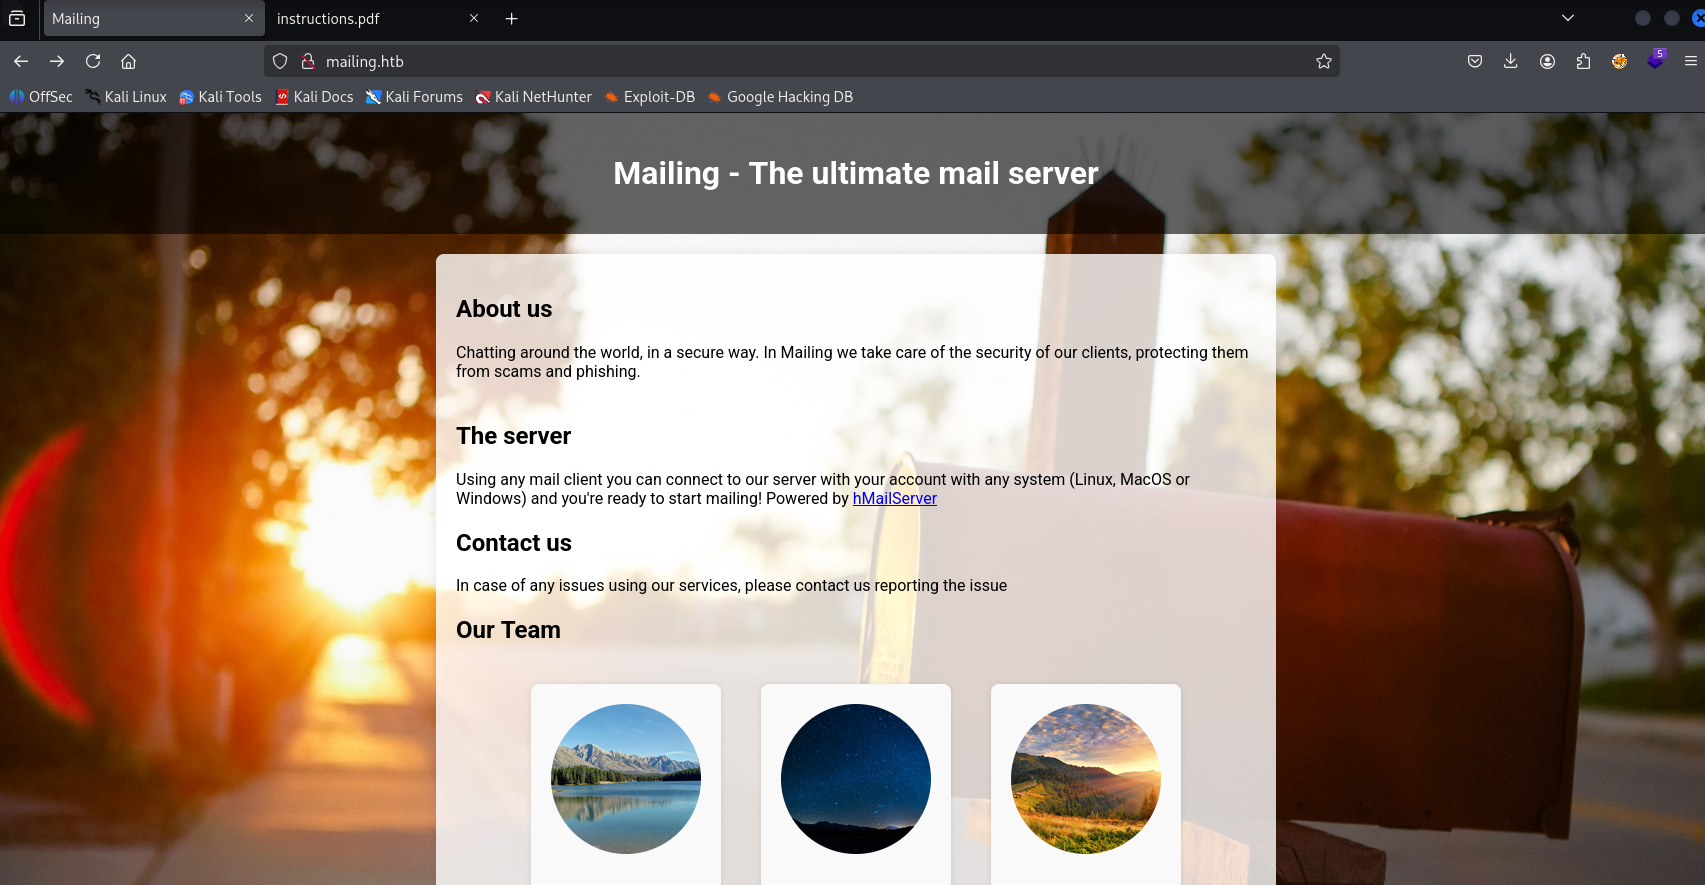 Mailing
instructions.pdf
mailing.htb
5
OffSec
Kali Linux
Kali Tools
Kali Docs
Kali Forums
Kali NetHunter
Exploit-DB
Google Hacking DB
Mailing - The ultimate mail server
About us
Chatting around the world, in a secure way. In Mailing we take care of the security of our clients, protecting them
from scams and phishing.
The server
Using any mail client you can connect to our server with your account with any system (Linux, MacOS or
Windows) and you're ready to start mailing! Powered by hMailServer
Contact us
In case of any issues using our services, please contact us reporting the issue
Our Team